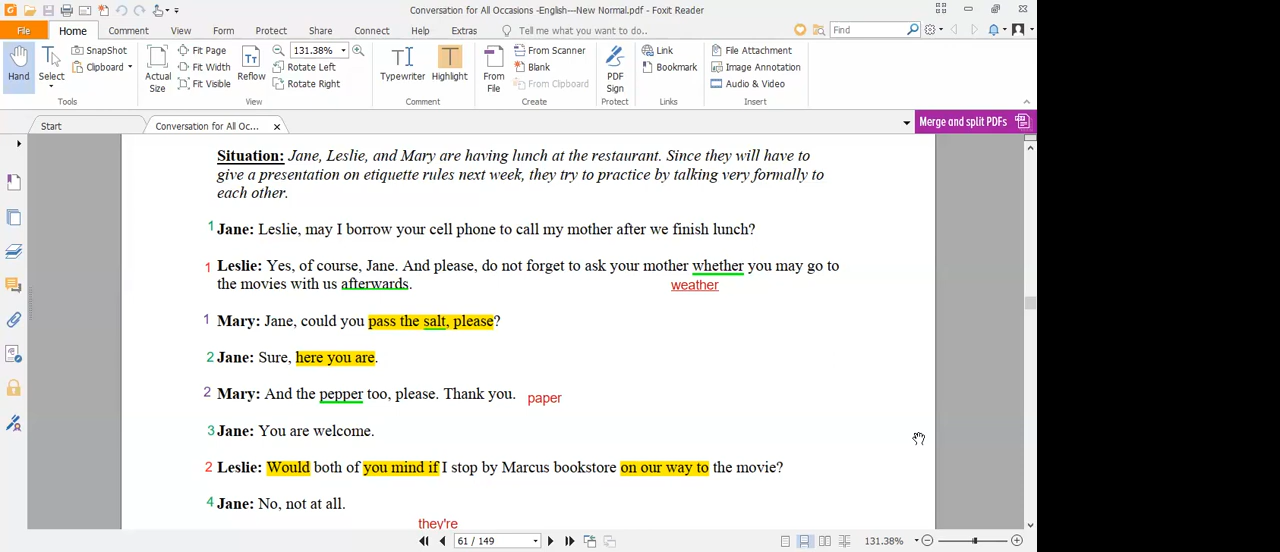 Conversation for All Occasions -English---New Normal.pdf - Foxit Reader
File Home Comment View Form Protect Share Connect Help Extras Tell me what you want to do.. Find
Hand
Select
SnapShot
Clipboard
Tools
Actual Size
Reflow
Fit Page
Fit Width
Fit Visible
131.38%
Rotate Left
Rotate Right
View
Typewriter
Highlight
Comment
From File
From Scanner
Blank
From Clipboard
Create
PDF Sign
Protect
Link
Bookmark
Links
File Attachment
Image Annotation
Audio & Video
Insert
Start Conversation for All Oc... Merge and split PDFs
Situation: Jane, Leslie, and Mary are having lunch at the restaurant. Since they will have to
give a presentation on etiquette rules next week, they try to practice by talking very formally to
each other.
1 Jane: Leslie, may I borrow your cell phone to call my mother after we finish lunch?
1 Leslie: Yes, of course, Jane. And please, do not forget to ask your mother whether you may go to
the movies with us afterwards.
weather
1 Mary: Jane, could you pass the salt, please?
2 Jane: Sure, here you are.
2 Mary: And the pepper too, please. Thank you. paper
3 Jane: You are welcome.
2 Leslie: Would both of you mind if I stop by Marcus bookstore on our way to the movie?
4 Jane: No, not at all.
they're
61 / 149 131.38%